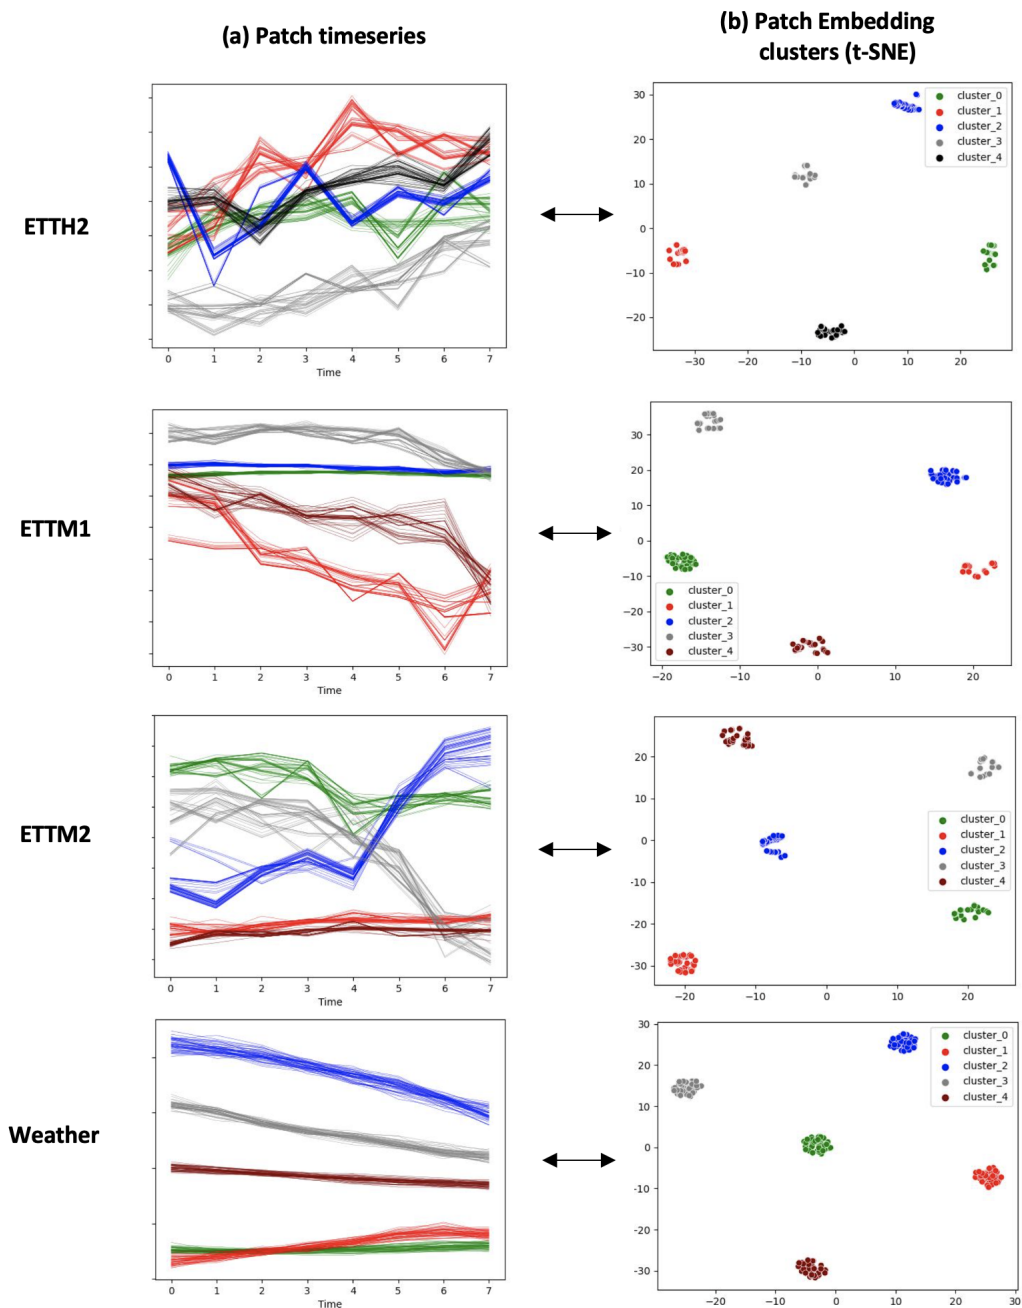 (a) Patch timeseries
(b) Patch Embedding
clusters (t-SNE)
ETTH2
0 1 2 3 4 5 6 7
Time
30
20
10
0
−10
−20
−30 −20 −10 0 10 20
cluster_0
cluster_1
cluster_2
cluster_3
cluster_4
ETTM1
0 1 2 3 4 5 6 7
Time
30
20
10
0
−10
−20
−30
−20 −10 0 10 20
cluster_0
cluster_1
cluster_2
cluster_3
cluster_4
ETTM2
0 1 2 3 4 5 6 7
Time
20
10
0
−10
−20
−30
−20 −10 0 10 20
cluster_0
cluster_1
cluster_2
cluster_3
cluster_4
Weather
0 1 2 3 4 5 6 7
Time
30
20
10
0
−10
−20
−30
−20 −10 0 10 20 30
cluster_0
cluster_1
cluster_2
cluster_3
cluster_4